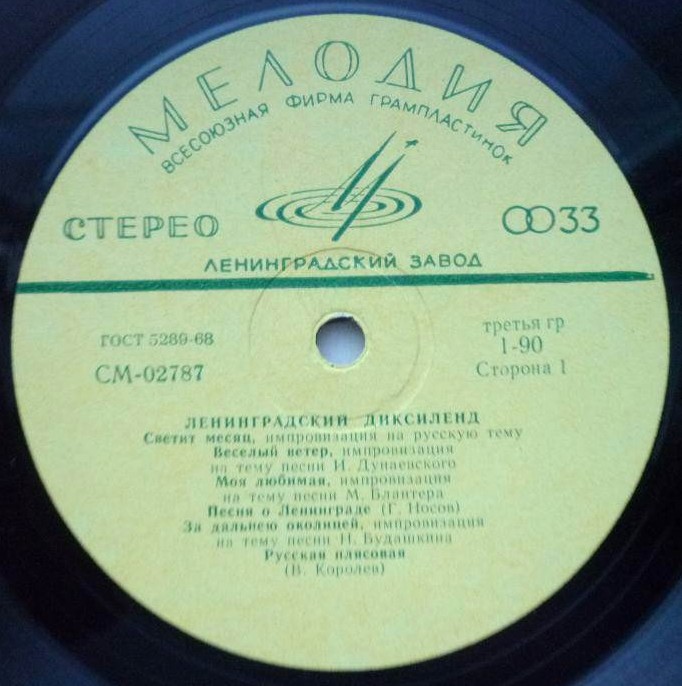 МЕЛОДИЯ
ВСЕСОЮЗНАЯ ФИРМА ГРАМПЛАСТИНОК
СТЕРЕО
33
ЛЕНИНГРАДСКИЙ ЗАВОД
ГОСТ 5289-68
СМ-02787
третья гр
1-90
Сторона 1
ЛЕНИНГРАДСКИЙ ДИКСИЛЕНД
Светит месяц, импровизация на русскую тему
Веселый ветер, импровизация
на тему песни И. Дунаевского
Моя любимая, импровизация
на тему песни М. Блантера
Песня о Ленинграде (Г. Носов)
За дальнею околицей, импровизация
на тему песни Н. Будашкина
Русская плясовая
(В. Королев)